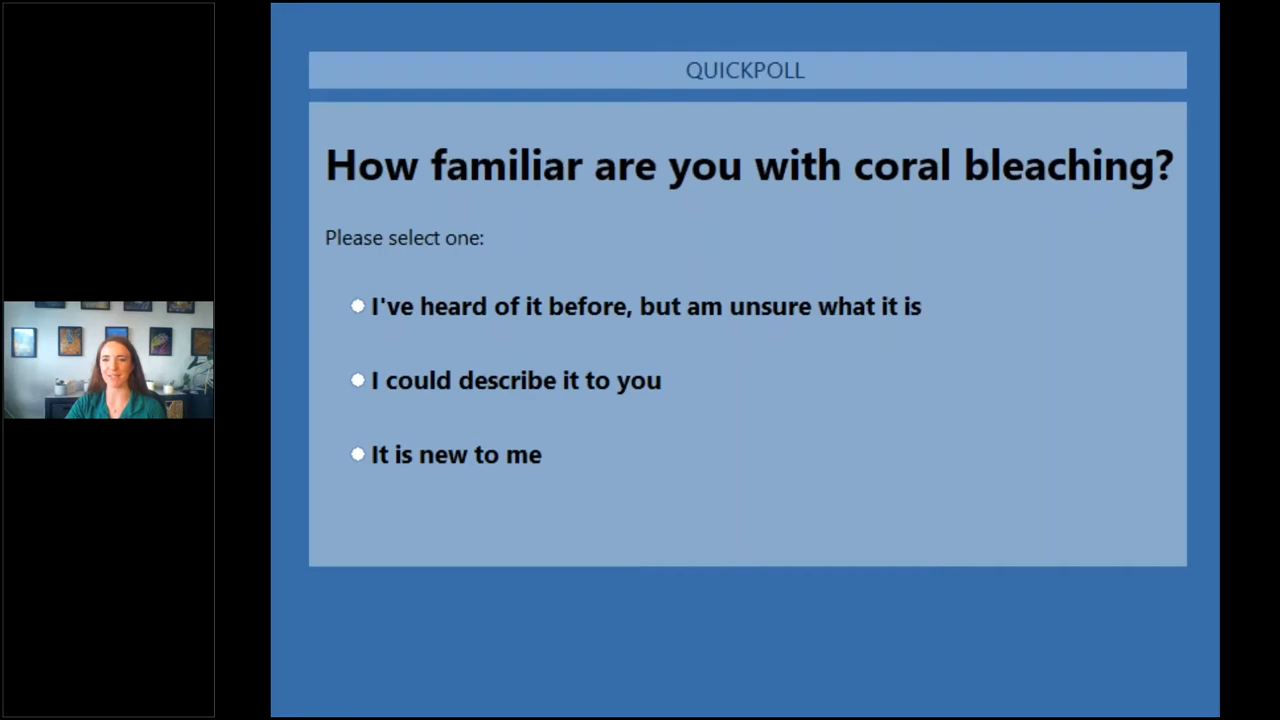 QUICKPOLL
How familiar are you with coral bleaching?
Please select one:
I've heard of it before, but am unsure what it is
I could describe it to you
It is new to me